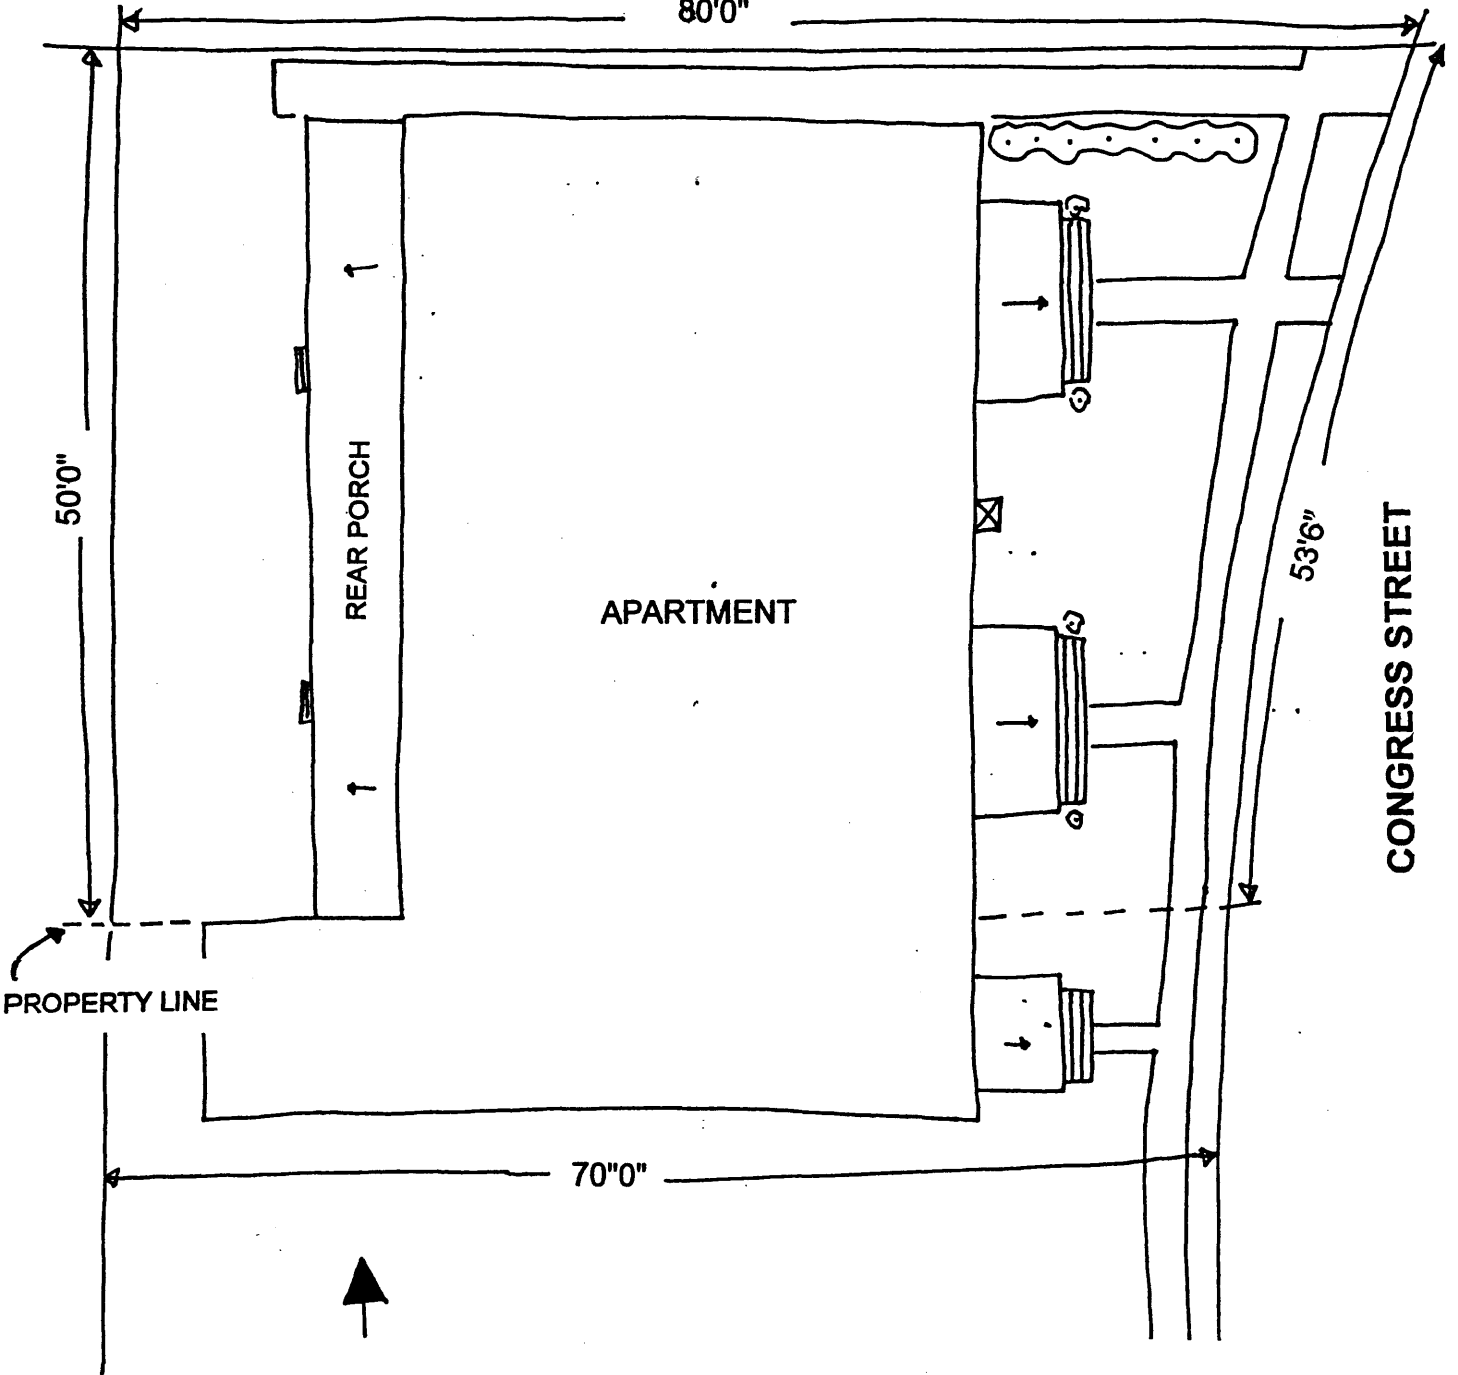 80'0"
50'0"
REAR PORCH
APARTMENT
53'6"
CONGRESS STREET
PROPERTY LINE
70"0"